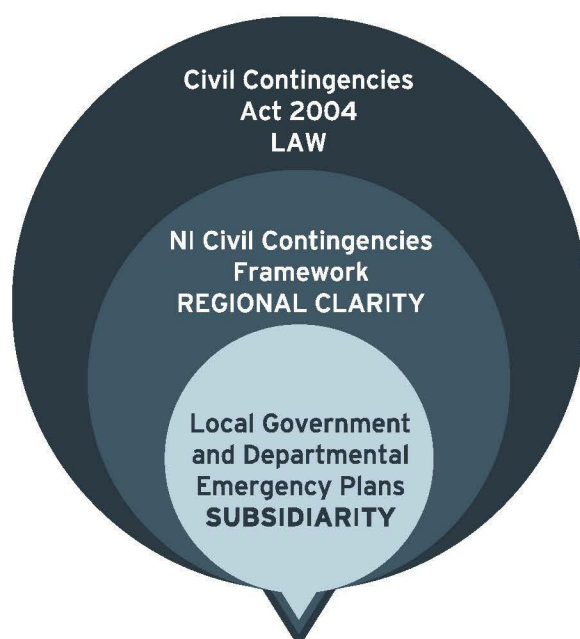 Civil Contingencies
Act 2004
LAW
NI Civil Contingencies
Framework
REGIONAL CLARITY
Local Government
and Departmental
Emergency Plans
SUBSIDIARITY